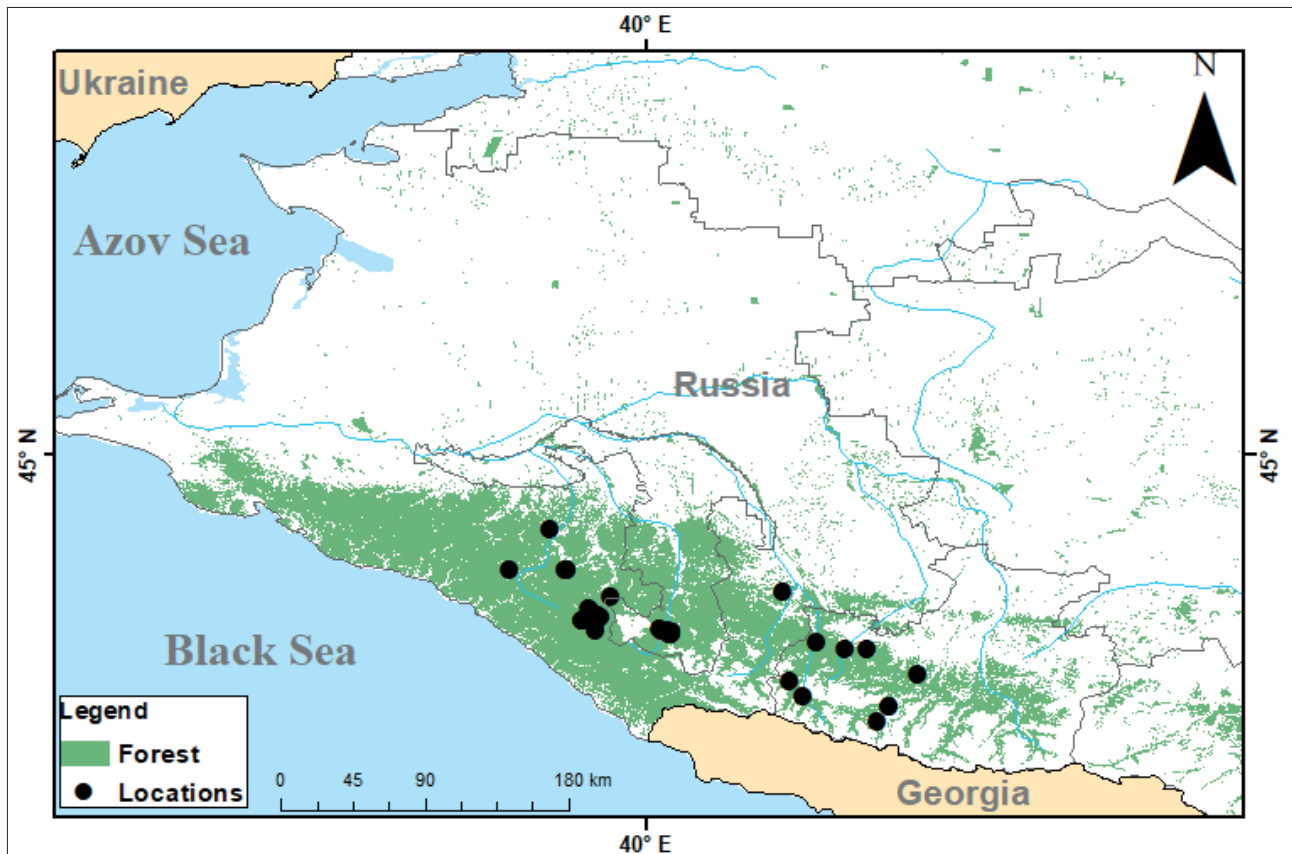 40° E
Ukraine
N
Azov Sea
Russia
45° N
45° N
Black Sea
Legend
Forest
Locations
0 45 90 180 km
Georgia
40° E